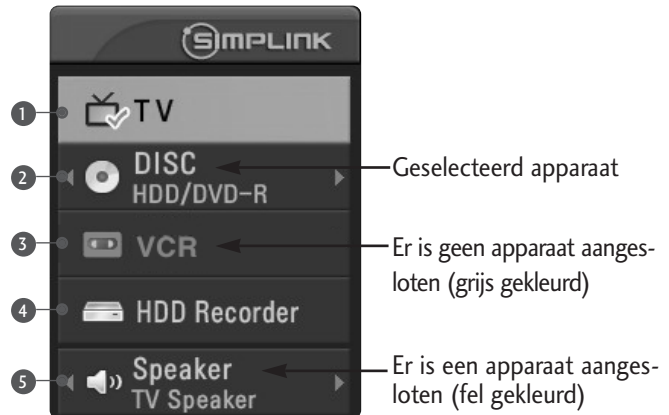 SIMPLINK
1 TV
2 DISC
HDD/DVD-R
Geselecteerd apparaat
3 VCR
Er is geen apparaat aanges-
loten (grijs gekleurd)
4 HDD Recorder
5 Speaker
TV Speaker
Er is een apparaat aanges-
loten (fel gekleurd)